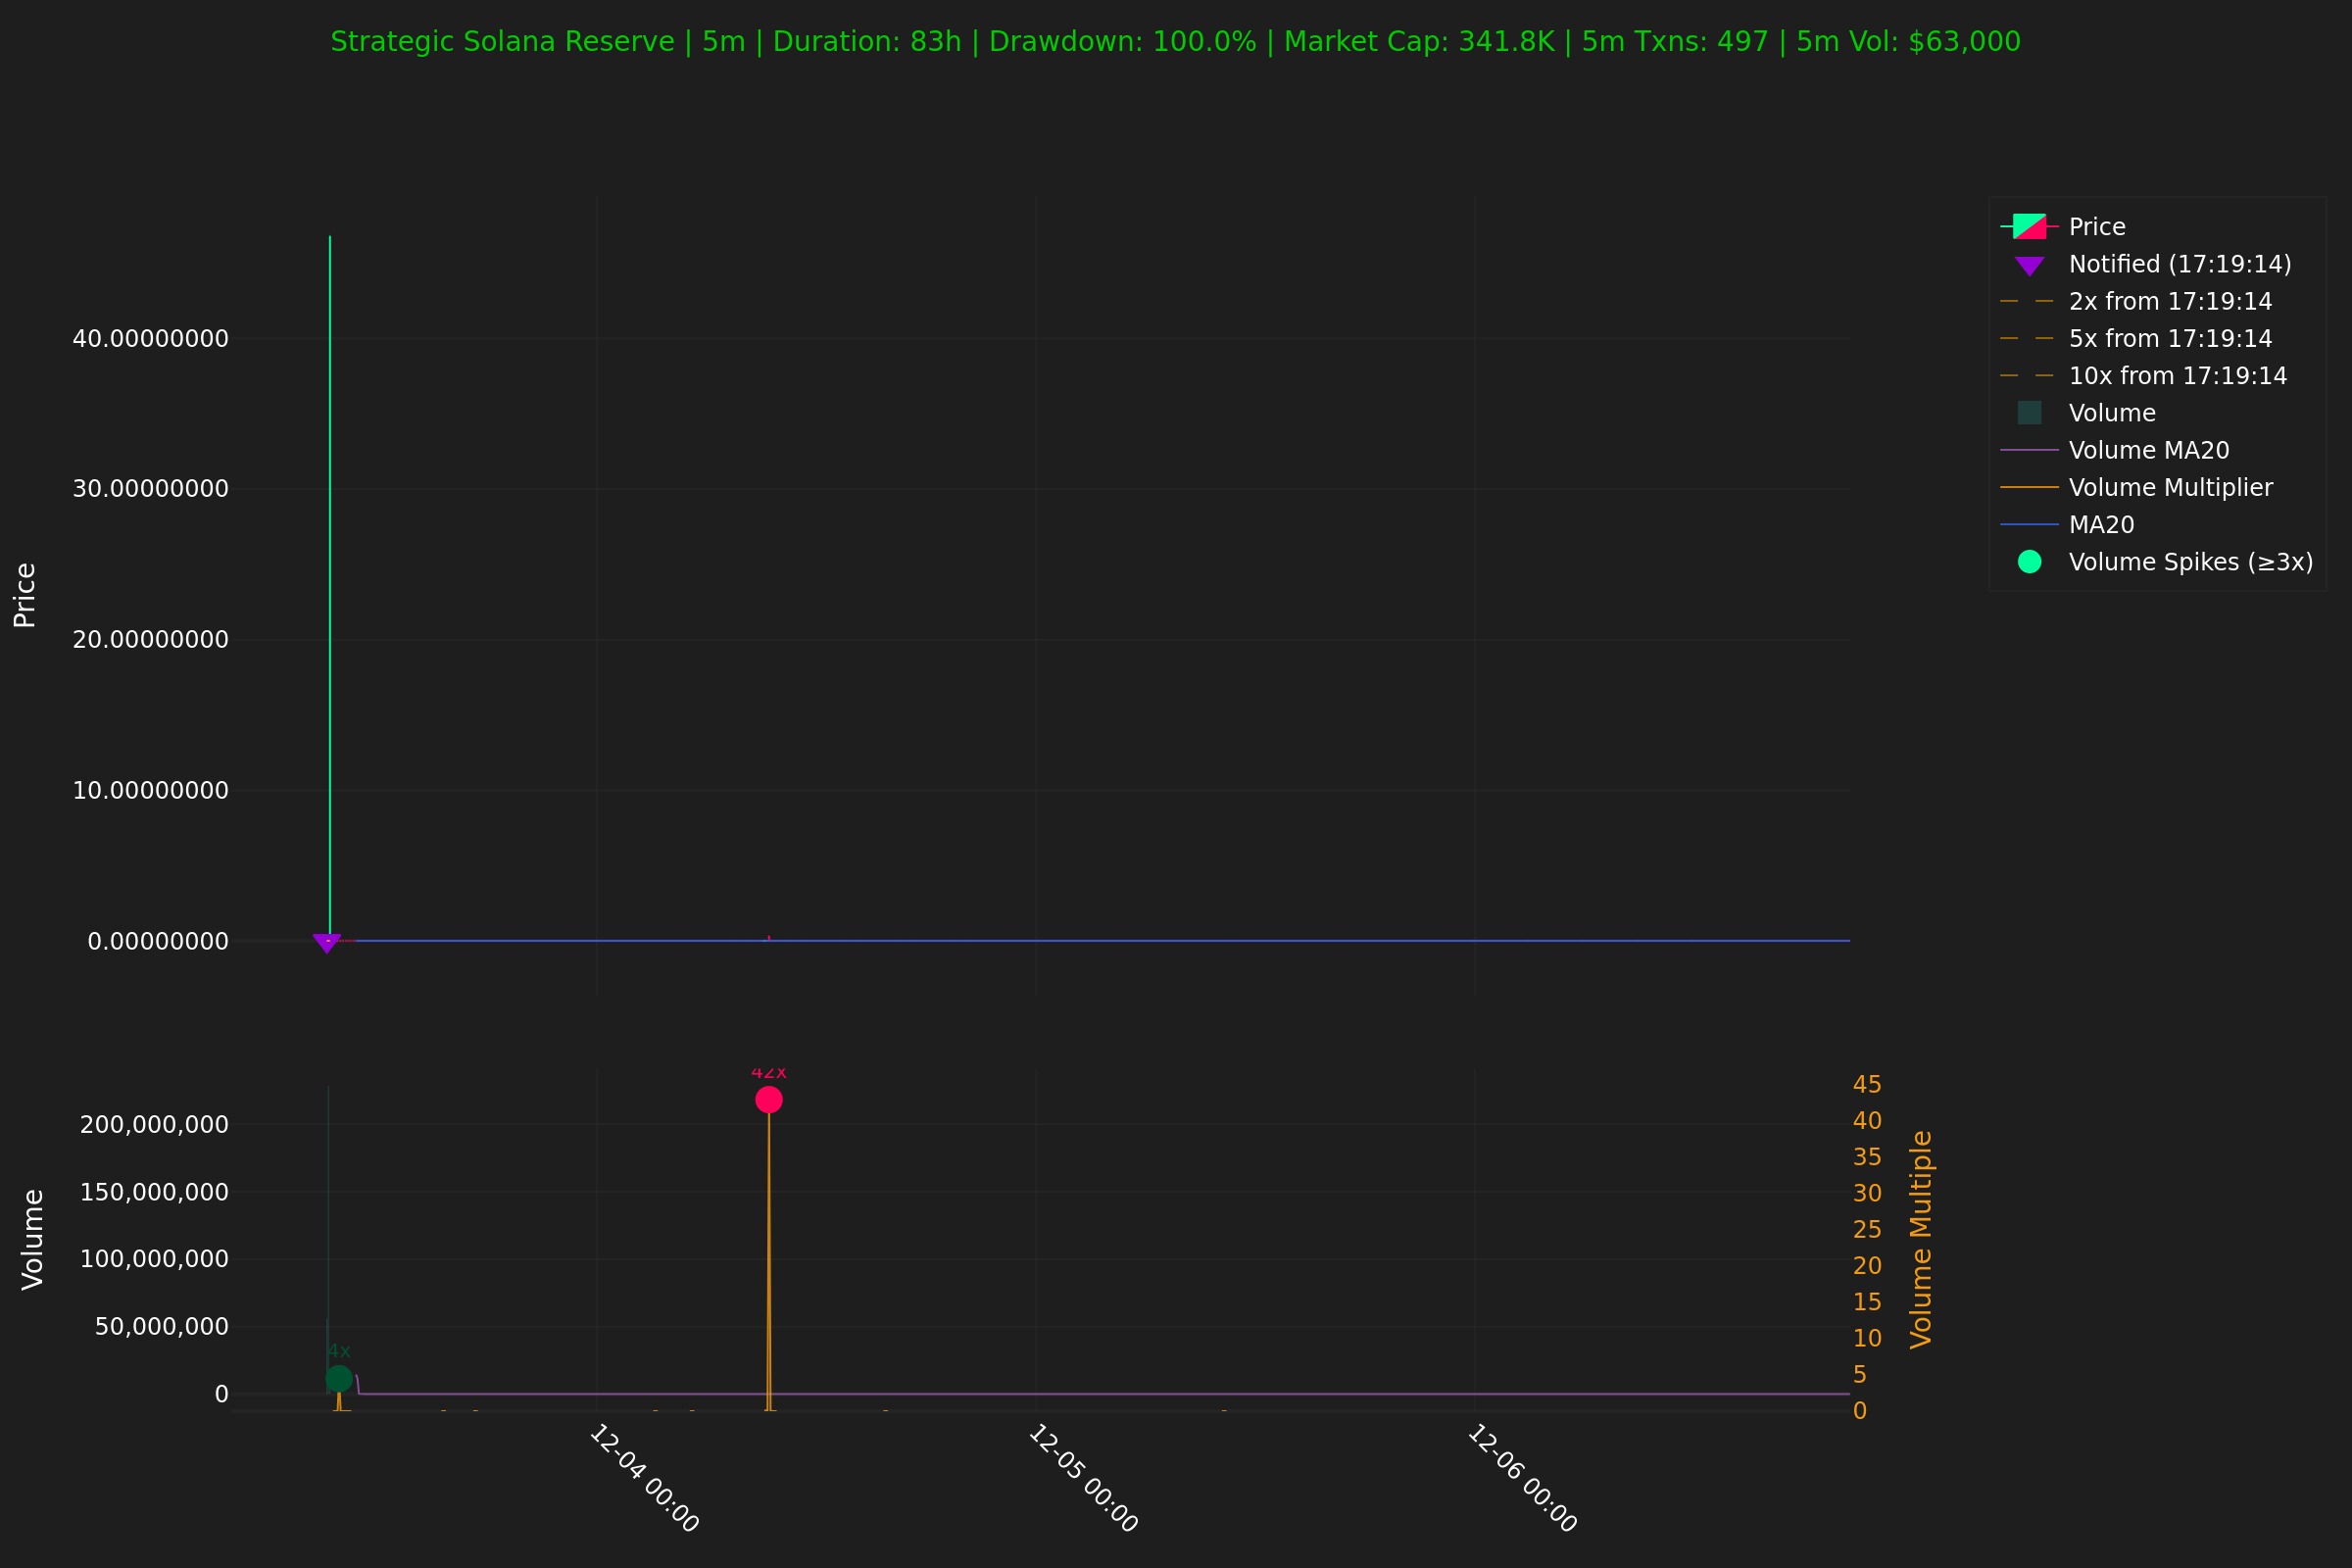 Strategic Solana Reserve | 5m | Duration: 83h | Drawdown: 100.0% | Market Cap: 341.8K | 5m Txns: 497 | 5m Vol: $63,000
Price
40.00000000
30.00000000
20.00000000
10.00000000
0.00000000
Price
Notified (17:19:14)
2x from 17:19:14
5x from 17:19:14
10x from 17:19:14
Volume
Volume MA20
Volume Multiplier
MA20
Volume Spikes (≥3x)
Volume
200,000,000
150,000,000
100,000,000
50,000,000
0
4x
42x
45
40
35
30
25
20
15
10
5
0
Volume Multiple
12-04 00:00
12-05 00:00
12-06 00:00